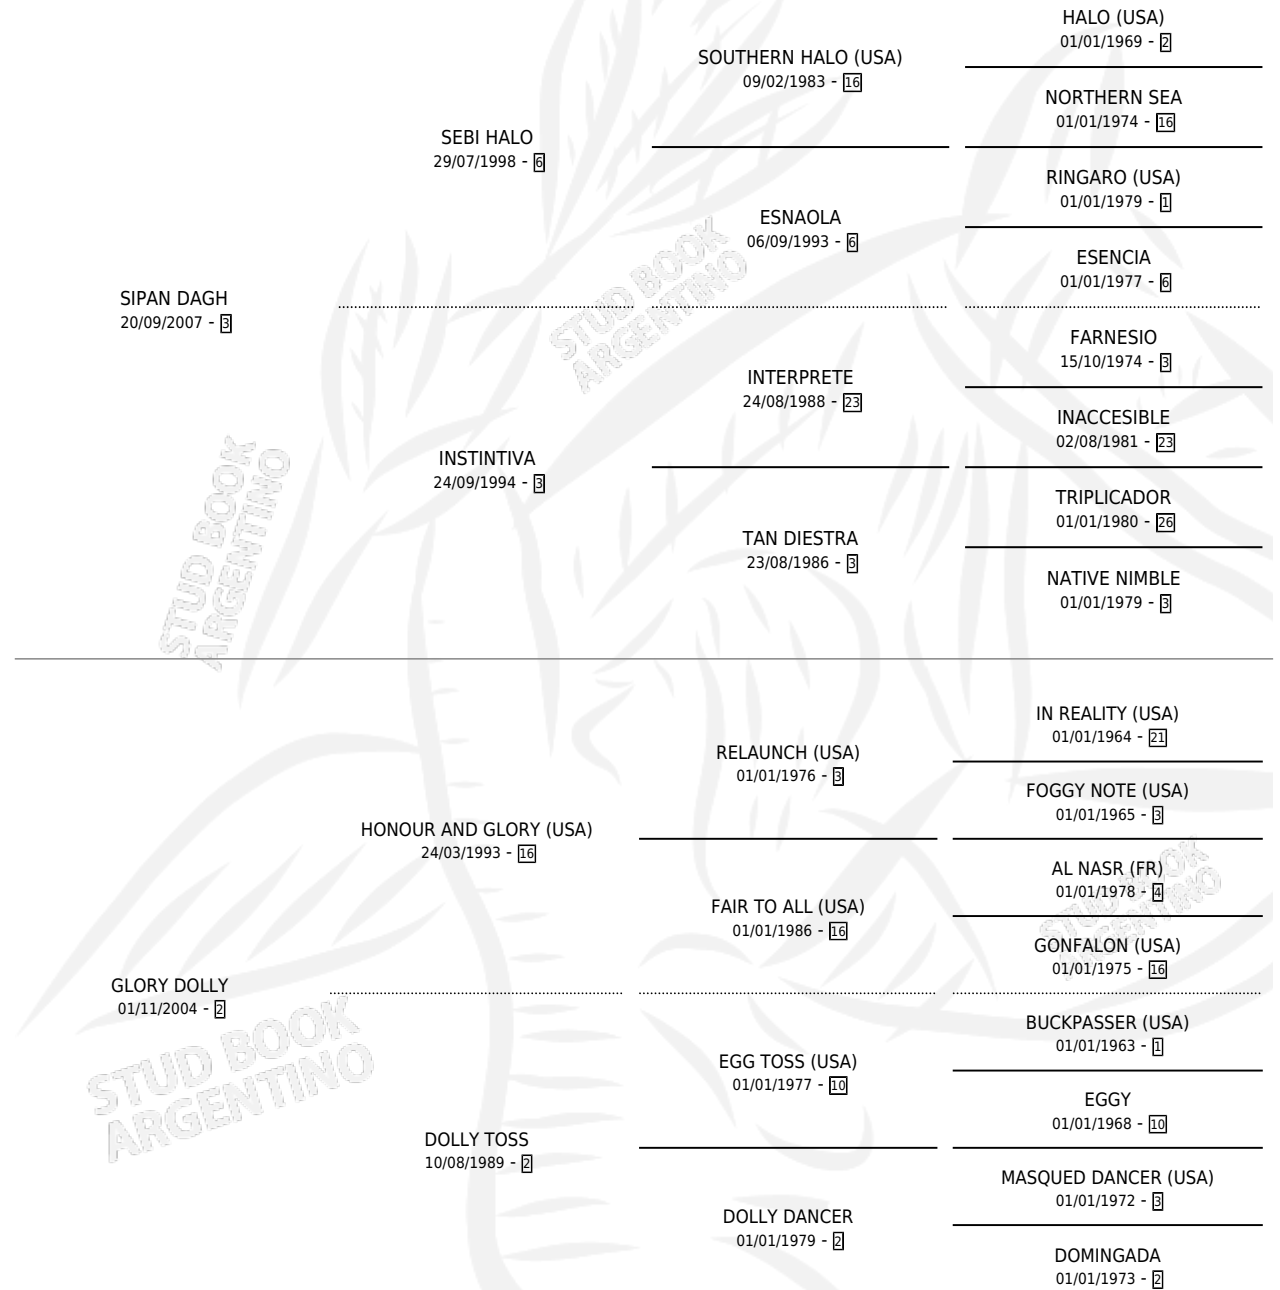 HALO (USA)
01/01/1969 - 2
SOUTHERN HALO (USA)
09/02/1983 - 16
NORTHERN SEA
01/01/1974 - 16
SEBI HALO
29/07/1998 - 6
RINGARO (USA)
01/01/1979 - 1
ESNAOLA
06/09/1993 - 6
ESENCIA
01/01/1977 - 6
SIPAN DAGH
20/09/2007 - 3
STUD BOOK
ARGENTINO
FARNESIO
15/10/1974 - 3
INTERPRETE
24/08/1988 - 23
INACCESIBLE
02/08/1981 - 23
INSTINTIVA
24/09/1994 - 3
TRIPLICADOR
01/01/1980 - 26
TAN DIESTRA
23/08/1986 - 3
NATIVE NIMBLE
01/01/1979 - 3
STUD BOOK
ARGENTINO
IN REALITY (USA)
01/01/1964 - 21
RELAUNCH (USA)
01/01/1976 - 3
FOGGY NOTE (USA)
01/01/1965 - 3
HONOUR AND GLORY (USA)
24/03/1993 - 16
AL NASR (FR)
01/01/1978 - 4
FAIR TO ALL (USA)
01/01/1986 - 16
STUD BOOK
ARGENTINO
GONFALON (USA)
01/01/1975 - 16
GLORY DOLLY
01/11/2004 - 2
BUCKPASSER (USA)
01/01/1963 - 1
STUD BOOK
ARGENTINO
EGG TOSS (USA)
01/01/1977 - 10
EGGY
01/01/1968 - 10
DOLLY TOSS
10/08/1989 - 2
MASQUED DANCER (USA)
01/01/1972 - 3
DOLLY DANCER
01/01/1979 - 2
DOMINGADA
01/01/1973 - 2